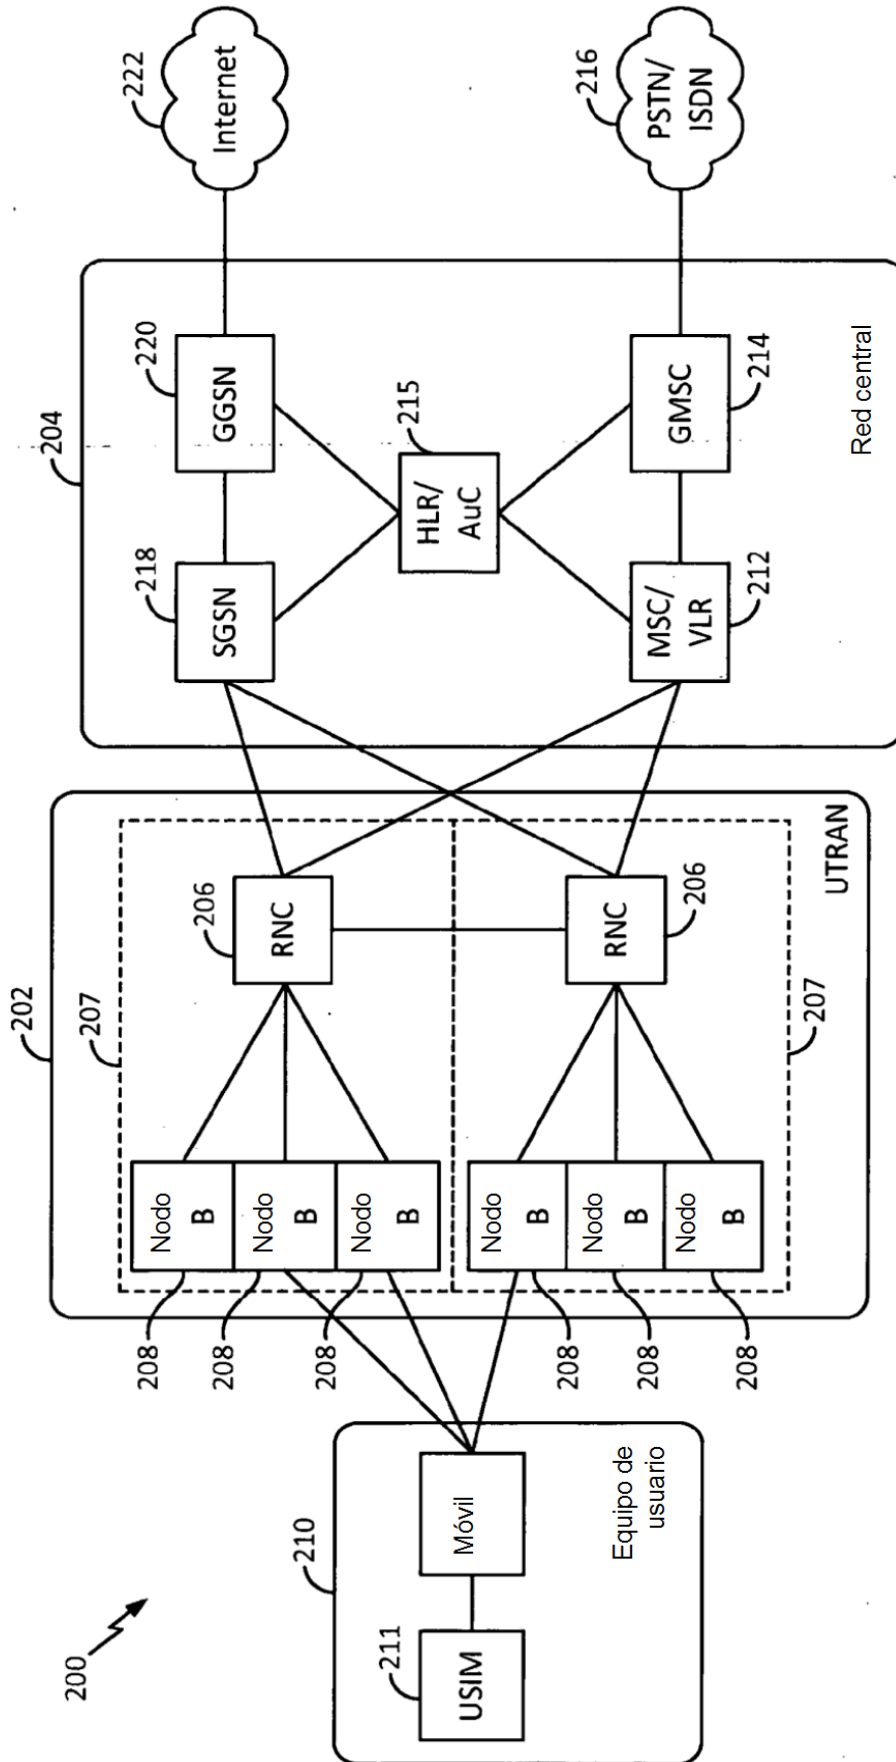 200
210
211
USIM
Móvil
Equipo de
usuario
202
207
208
208
208
208
208
208
Nodo
B
Nodo
B
Nodo
B
Nodo
B
Nodo
B
Nodo
B
206
RNC
RNC
206
207
UTRAN
204
218
SGSN
220
GGSN
215
HLR/
AuC
MSC/
VLR
212
GMSC
214
Red central
222
Internet
216
PSTN/
ISDN